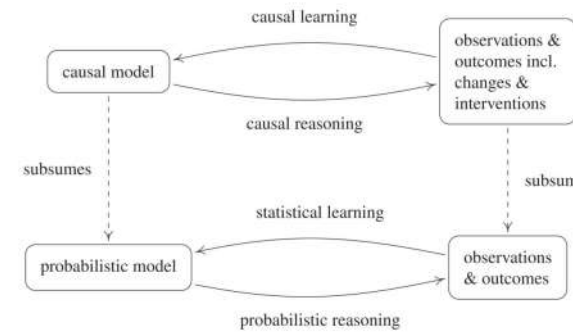 causal learning
causal model
observations &
outcomes incl.
changes &
interventions
causal reasoning
subsumes
subsum
statistical learning
probabilistic model
observations
& outcomes
probabilistic reasoning